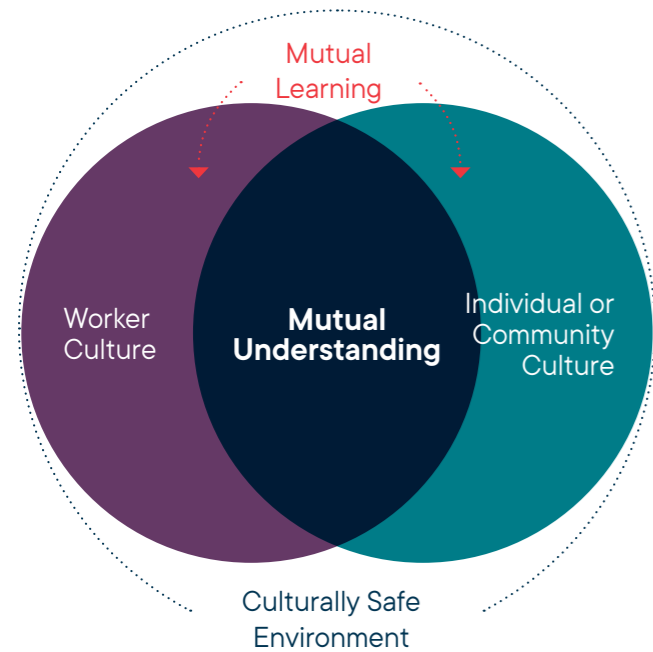 Mutual
Learning
Worker
Culture
Mutual
Understanding
Individual or
Community
Culture
Culturally Safe
Environment